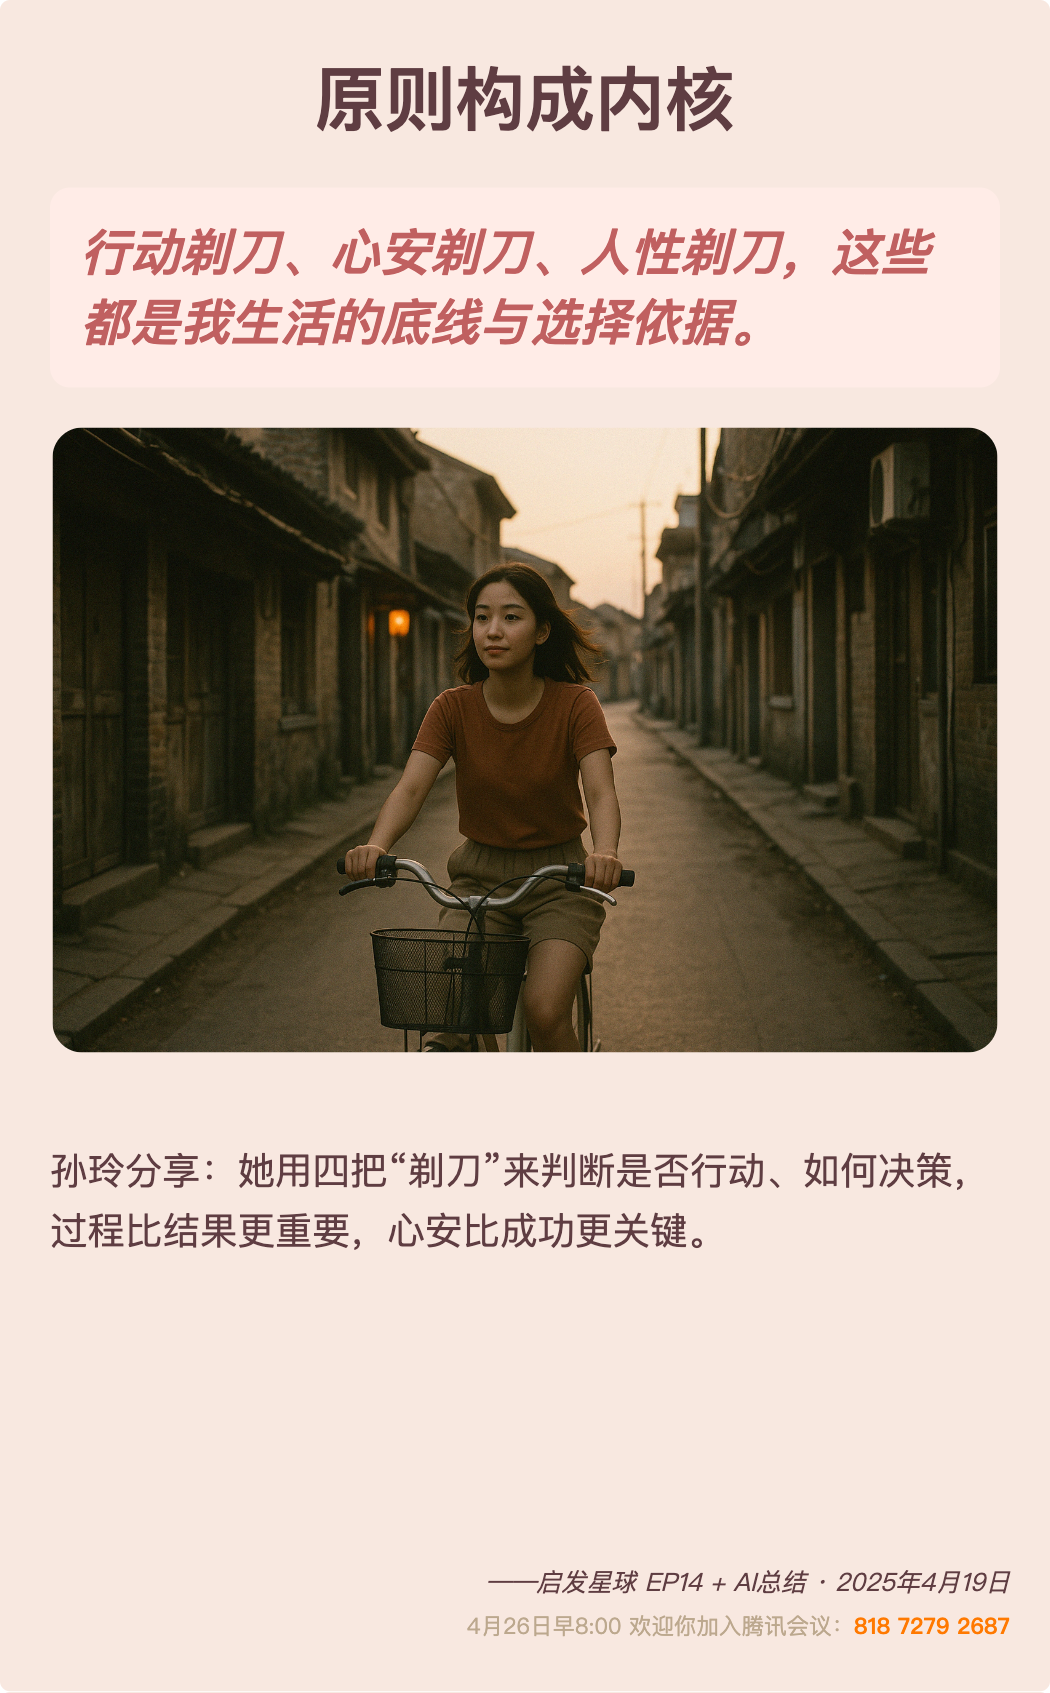 原则构成内核
行动剃刀、心安剃刀、人性剃刀，这些
都是我生活的底线与选择依据。
孙玲分享：她用四把“剃刀”来判断是否行动、如何决策，
过程比结果更重要，心安比成功更关键。
——启发星球 EP14 + AI总结 · 2025年4月19日
4月26日早8:00 欢迎你加入腾讯会议：818 7279 2687